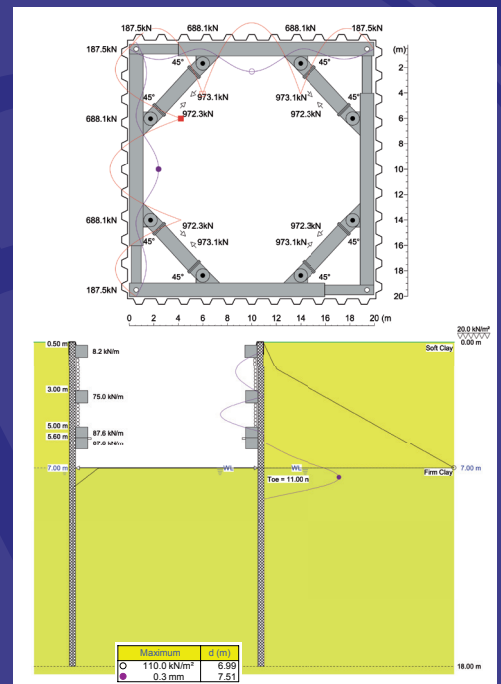 187.5kN 688.1kN 688.1kN 187.5kN
187.5kN (m)
45° 45°
973.1kN 973.1kN
45° 972.3kN 972.3kN 45°
688.1kN
688.1kN
972.3kN 972.3kN
45° 973.1kN 973.1kN 45°
45° 45°
187.5kN
2
4
6
8
10
12
14
16
18
20
0 2 4 6 8 10 12 14 16 18 20 (m
20.0 kN/m²
0.50 m 8.2 kN/m Soft Clay 0.00 m
3.00 m 75.0 kN/m
5.00 m 87.6 kN/m
5.60 m
7.00 m WL WL Firm Clay 7.00 m
Toe = 11.00 n
18.00 m
Maximum d (m)
110.0 kN/m² 6.99
0.3 mm 7.51